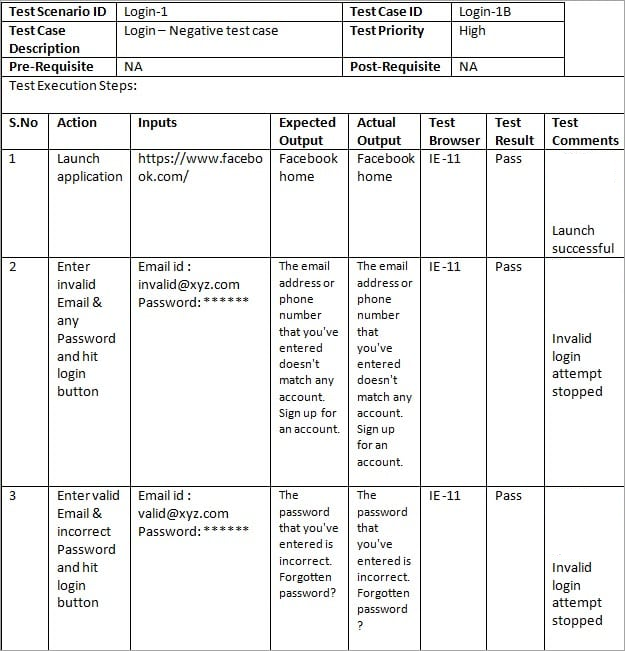 Test Scenario ID Login-1 Test Case ID Login-1B
Test Case Description Login – Negative test case Test Priority High
Pre-Requisite NA Post-Requisite NA
Test Execution Steps:
S.No Action Inputs Expected Output Actual Output Test Browser Test Result Test Comments
1 Launch application https://www.facebook.com/ Facebook home Facebook home IE-11 Pass Launch successful
2 Enter invalid Email & any Password and hit login button Email id : invalid@xyz.com Password: ****** The email address or phone number that you've entered doesn't match any account. Sign up for an account. The email address or phone number that you've entered doesn't match any account. Sign up for an account. IE-11 Pass Invalid login attempt stopped
3 Enter valid Email & incorrect Password and hit login button Email id : valid@xyz.com Password: ****** The password that you've entered is incorrect. Forgotten password? The password that you've entered is incorrect. Forgotten password ? IE-11 Pass Invalid login attempt stopped